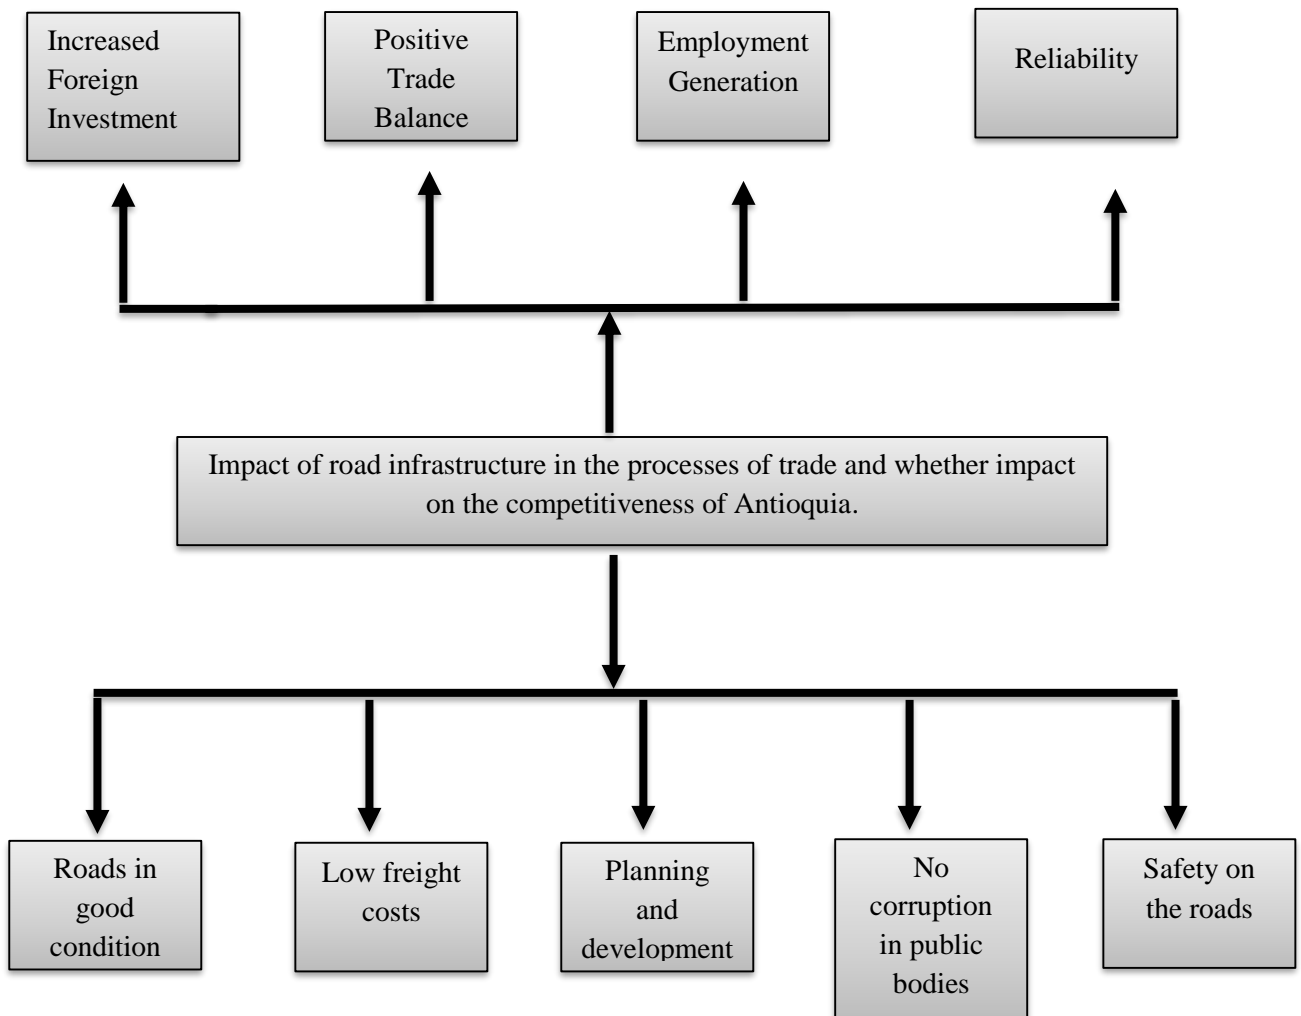 Increased
Foreign
Investment
Positive
Trade
Balance
Employment
Generation
Reliability
Impact of road infrastructure in the processes of trade and whether impact
on the competitiveness of Antioquia.
Roads in
good
condition
Low freight
costs
Planning
and
development
No
corruption
in public
bodies
Safety on
the roads